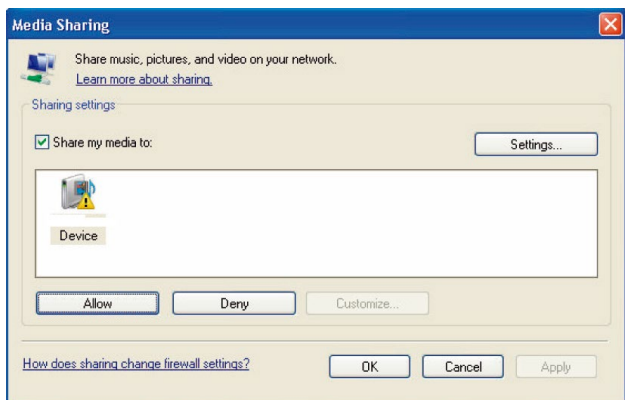 Media Sharing
Share music, pictures, and video on your network.
Learn more about sharing.
Sharing settings
Share my media to:
Settings...
Device
Allow
Deny
Customize...
How does sharing change firewall settings?
OK
Cancel
Apply